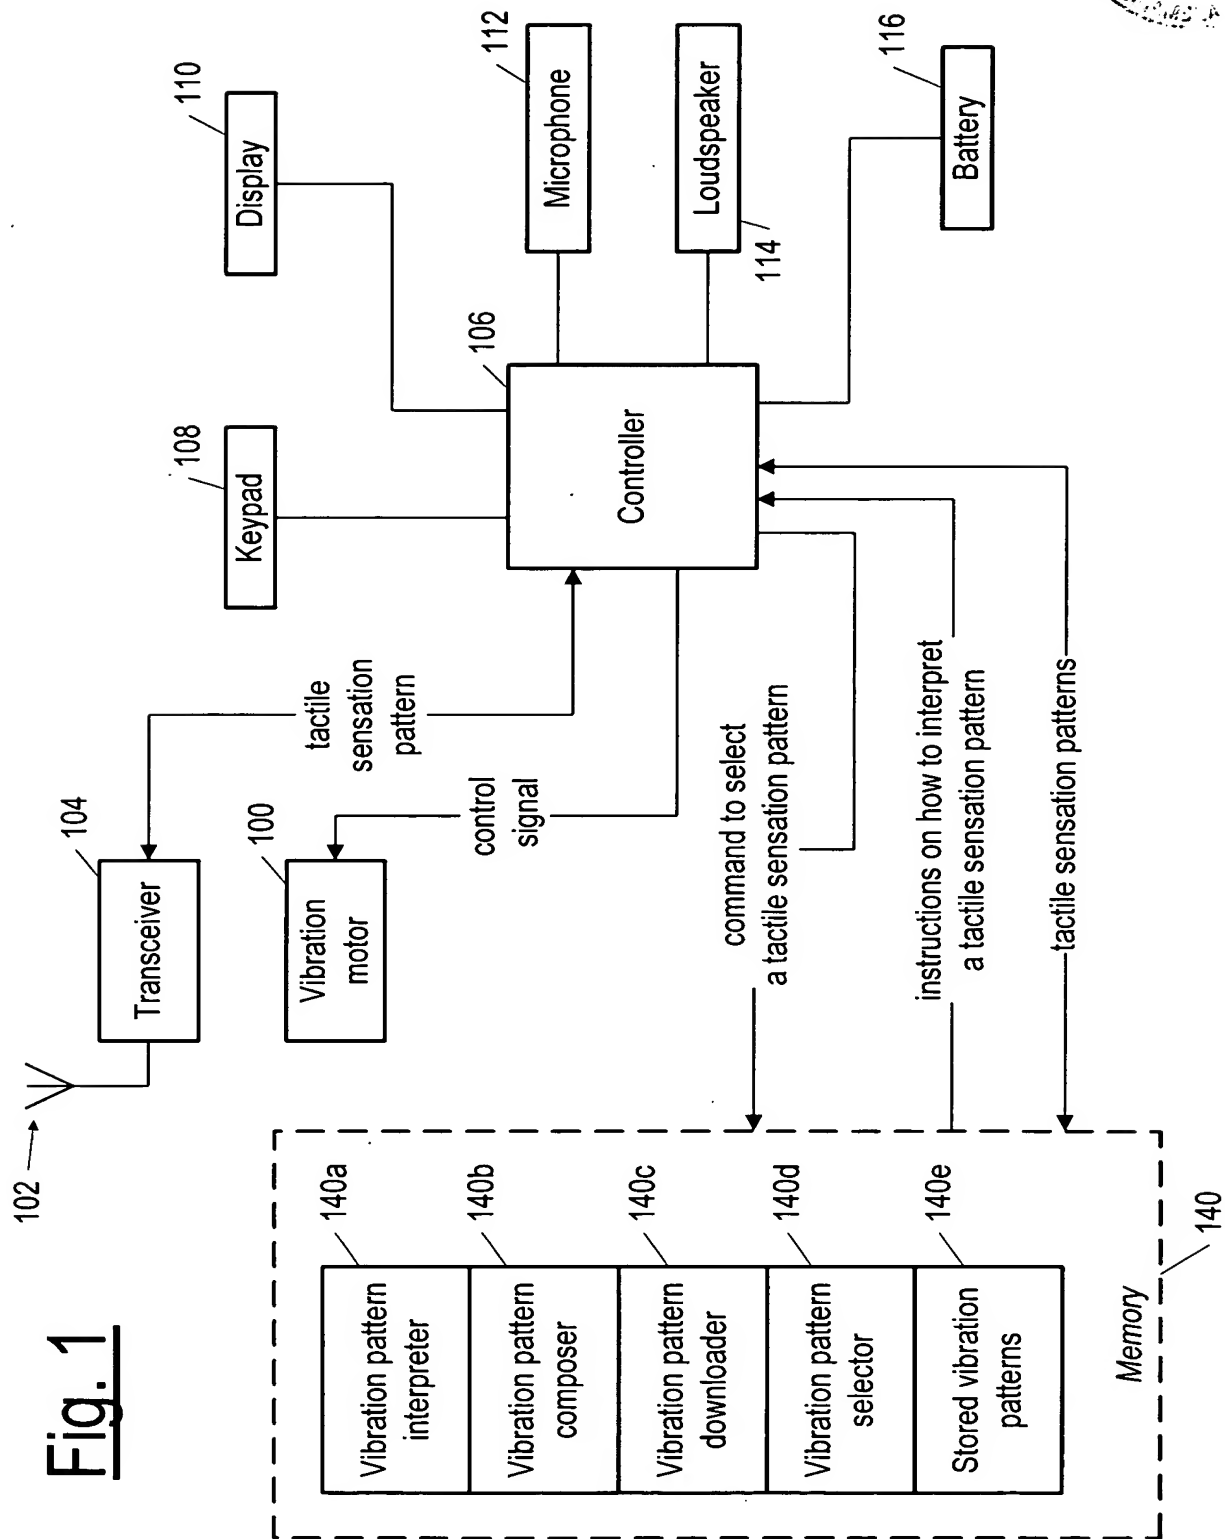 Fig. 1
102
104
Transceiver
100
Vibration
motor
tactile
sensation
pattern
control
signal
108
Keypad
110
Display
106
Controller
112
Microphone
Loudspeaker
114
116
Battery
command to select
a tactile sensation pattern
instructions on how to interpret
a tactile sensation pattern
tactile sensation patterns
140a
Vibration pattern
interpreter
140b
Vibration pattern
composer
140c
Vibration pattern
downloader
140d
Vibration pattern
selector
140e
Stored vibration
patterns
Memory
140